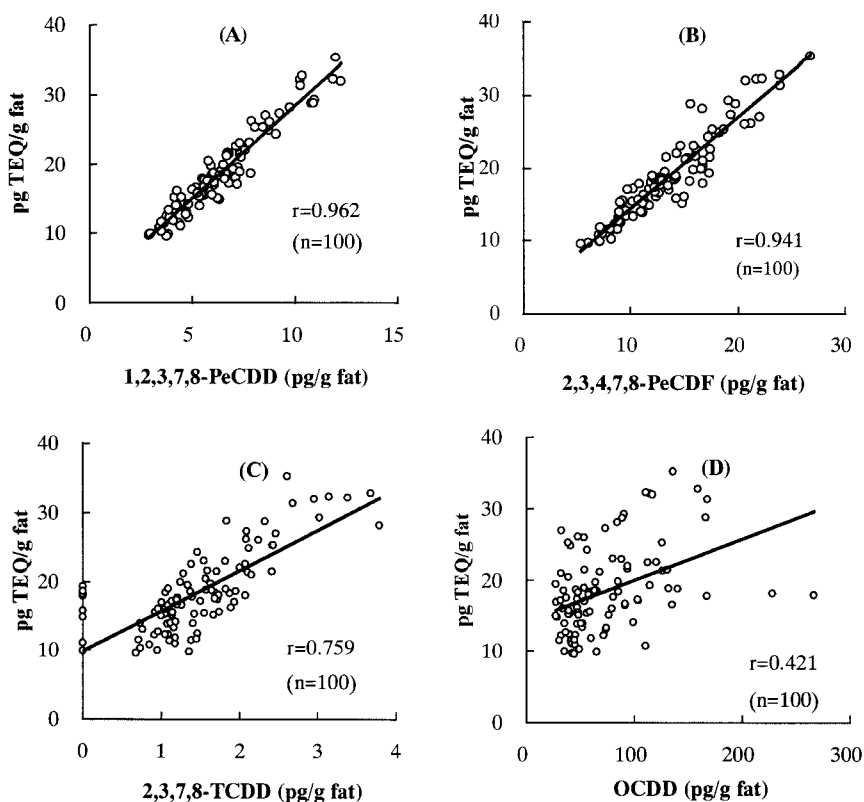 (A)
pg TEQ/g fat
40
30
20
10
0
r=0.962
(n=100)
0 5 10 15
1,2,3,7,8-PeCDD (pg/g fat)
(B)
pg TEQ/g fat
40
30
20
10
0
r=0.941
(n=100)
0 10 20 30
2,3,4,7,8-PeCDF (pg/g fat)
(C)
pg TEQ/g fat
40
30
20
10
0
r=0.759
(n=100)
0 1 2 3 4
2,3,7,8-TCDD (pg/g fat)
(D)
pg TEQ/g fat
40
30
20
10
0
r=0.421
(n=100)
0 100 200 300
OCDD (pg/g fat)